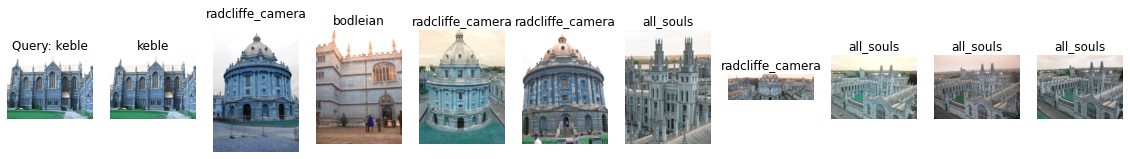 Query: keble
keble
radcliffe_camera
bodleian
radcliffe_camera
radcliffe_camera
all_souls
radcliffe_camera
all_souls
all_souls
all_souls